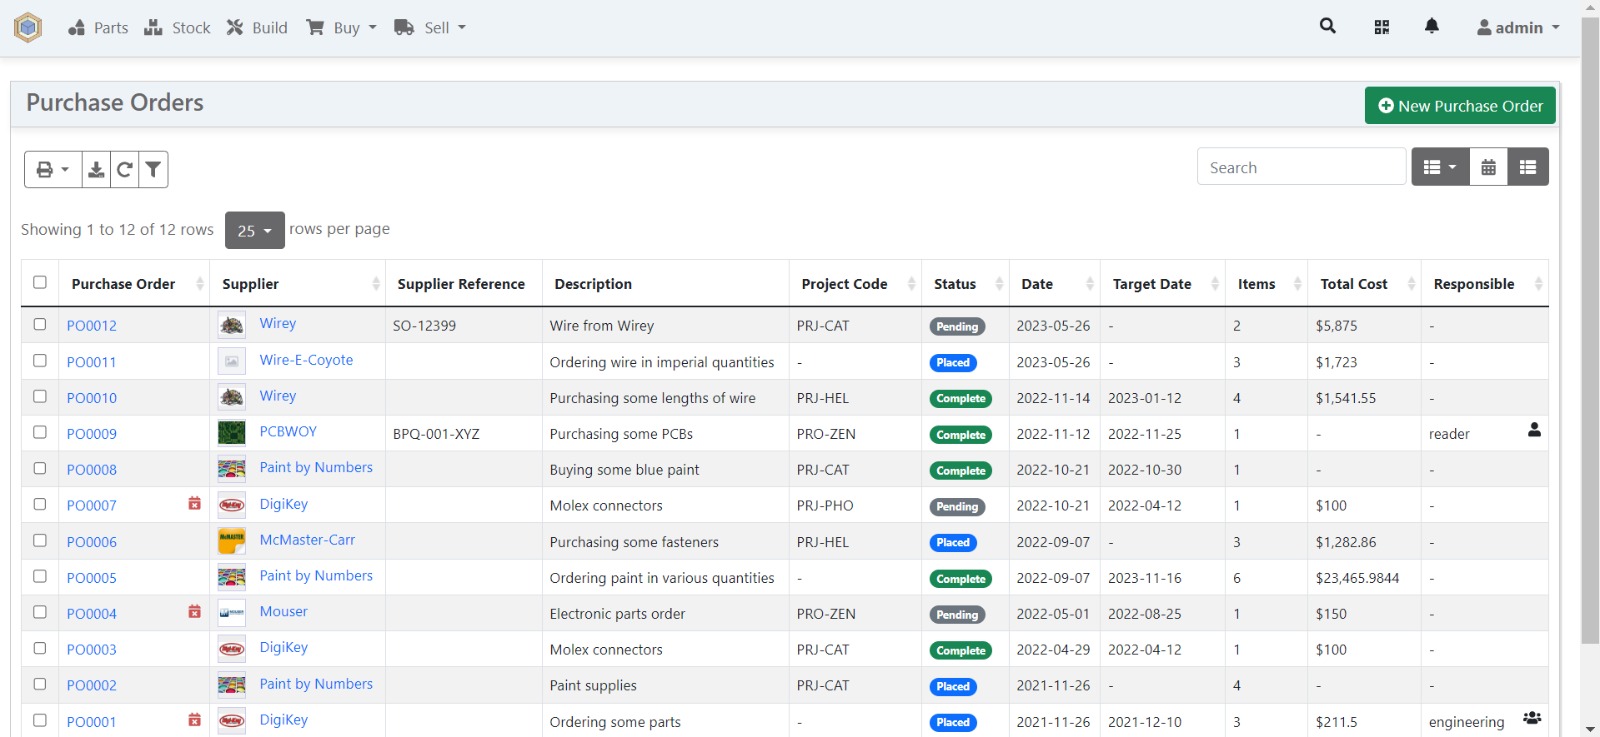 Parts Stock Build Buy Sell admin
Purchase Orders New Purchase Order
Search
Showing 1 to 12 of 12 rows 25 rows per page
Purchase Order Supplier Supplier Reference Description Project Code Status Date Target Date Items Total Cost Responsible
PO0012 Wirey SO-12399 Wire from Wirey PRJ-CAT Pending 2023-05-26 - 2 $5,875 -
PO0011 Wire-E-Coyote Ordering wire in imperial quantities - Placed 2023-05-26 - 3 $1,723 -
PO0010 Wirey Purchasing some lengths of wire PRJ-HEL Complete 2022-11-14 2023-01-12 4 $1,541.55 -
PO0009 PCBWOY BPQ-001-XYZ Purchasing some PCBs PRO-ZEN Complete 2022-11-12 2022-11-25 1 - reader
PO0008 Paint by Numbers Buying some blue paint PRJ-CAT Complete 2022-10-21 2022-10-30 1 - -
PO0007 DigiKey Molex connectors PRJ-PHO Pending 2022-10-21 2022-04-12 1 $100 -
PO0006 McMaster-Carr Purchasing some fasteners PRJ-HEL Placed 2022-09-07 - 3 $1,282.86 -
PO0005 Paint by Numbers Ordering paint in various quantities - Complete 2022-09-07 2023-11-16 6 $23,465.9844 -
PO0004 Mouser Electronic parts order PRO-ZEN Pending 2022-05-01 2022-08-25 1 $150 -
PO0003 DigiKey Molex connectors PRJ-CAT Complete 2022-04-29 2022-04-12 1 $100 -
PO0002 Paint by Numbers Paint supplies PRJ-CAT Placed 2021-11-26 - 4 - -
PO0001 DigiKey Ordering some parts - Placed 2021-11-26 2021-12-10 3 $211.5 engineering